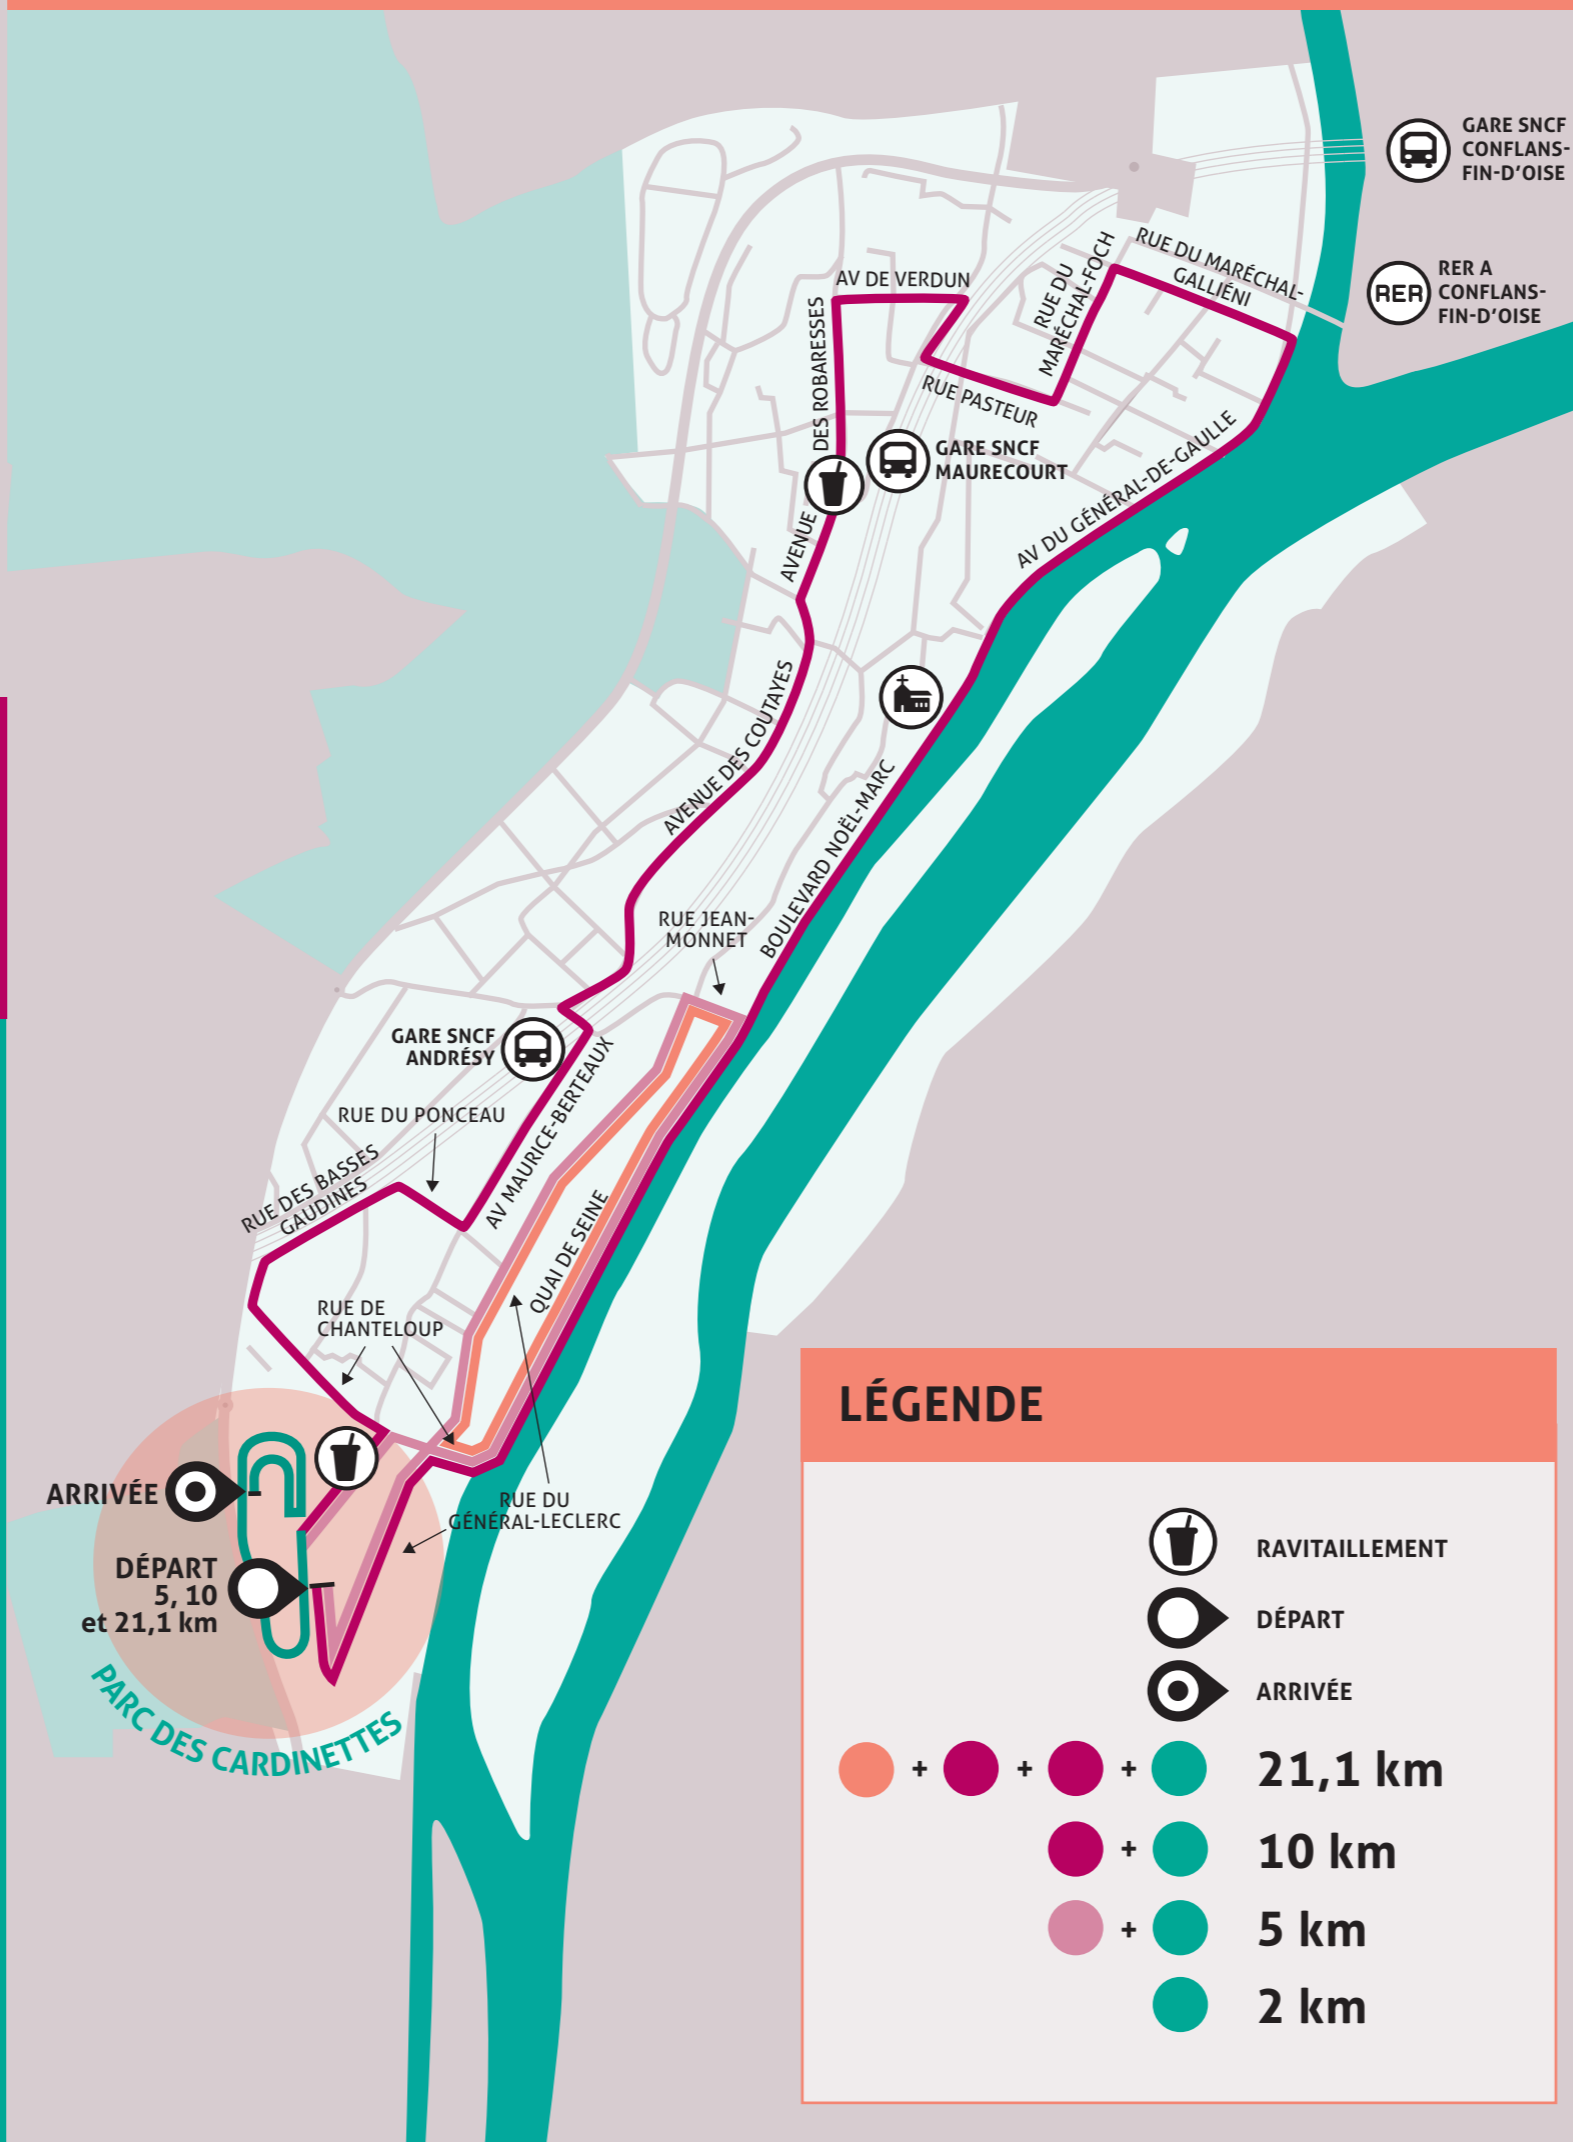 GARE SNCF
CONFLANS-
FIN-D'OISE
RER
RER A
CONFLANS-
FIN-D'OISE
RUE DU MARÉCHAL-
GALLIÉNI
RUE DU
MARÉCHAL-FOCH
AV DE VERDUN
AVENUE DES ROBARESSES
RUE PASTEUR
GARE SNCF
MAURECOURT
AV DU GÉNÉRAL-DE-GAULLE
AVENUE DES COUTAYES
BOULEVARD NOËL-MARC
RUE JEAN-
MONNET
GARE SNCF
ANDRÉSY
AV MAURICE-BERTEAUX
RUE DU PONCEAU
RUE DES BASSES
GAUDINES
QUAI DE SEINE
RUE DE
CHANTELOUP
ARRIVÉE
RUE DU
GÉNÉRAL-LECLERC
DÉPART
5, 10
et 21,1 km
PARC DES CARDINETTES
LÉGENDE
RAVITAILLEMENT
DÉPART
ARRIVÉE
+ + + 21,1 km
+ 10 km
+ 5 km
2 km